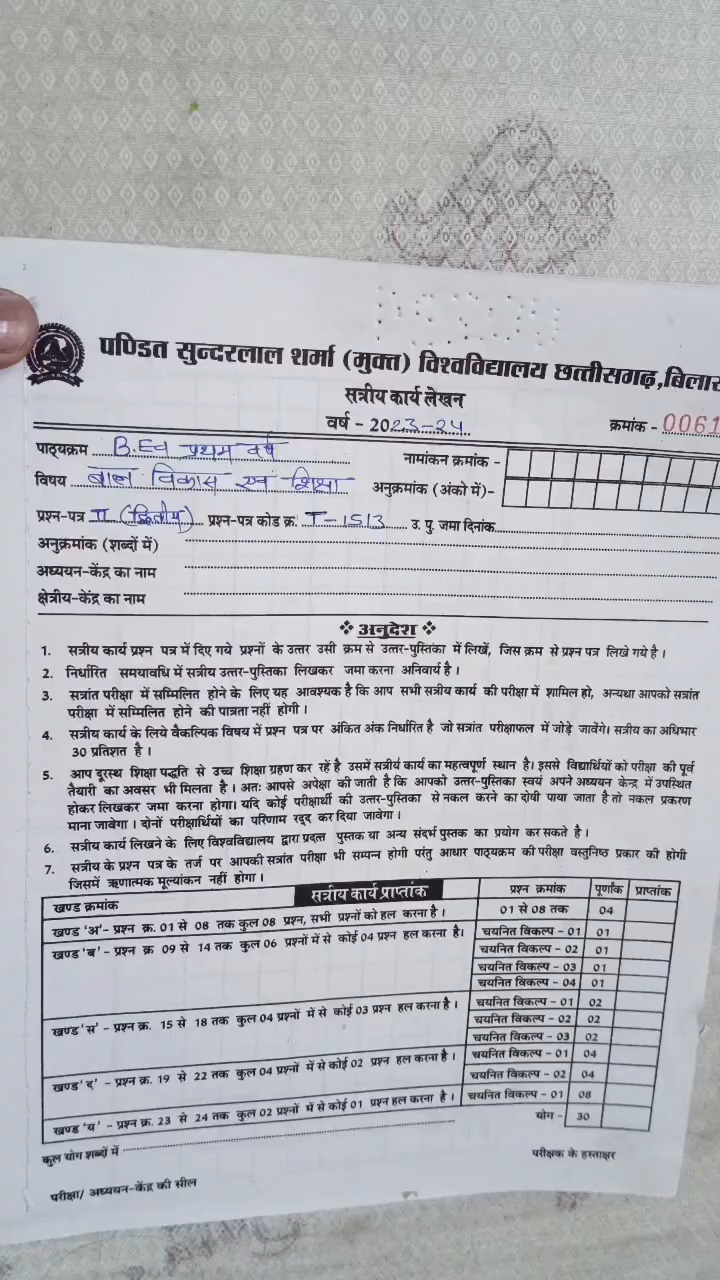 पण्डित सुन्दरलाल शर्मा (मुक्त) विश्वविद्यालय छत्तीसगढ़,बिलास
सत्रीय कार्य लेखन
वर्ष - 2023-24
क्रमांक - 0061
पाठ्यक्रम B.Ed प्रथम वर्ष
नामांकन क्रमांक -
विषय बाल विकास एवं शिक्षा
अनुक्रमांक (अंको में)-
प्रश्न-पत्र II (द्वितीय) प्रश्न-पत्र कोड क्र. T-1513 उ. पु. जमा दिनांक
अनुक्रमांक (शब्दों में)
अध्ययन-केंद्र का नाम
क्षेत्रीय-केंद्र का नाम
❖ अनुदेश ❖
1. सत्रीय कार्य प्रश्न पत्र में दिए गये प्रश्नों के उत्तर उसी क्रम से उत्तर-पुस्तिका में लिखें, जिस क्रम से प्रश्न पत्र लिखे गये है।
2. निर्धारित समयावधि में सत्रीय उत्तर-पुस्तिका लिखकर जमा करना अनिवार्य है।
3. सत्रांत परीक्षा में सम्मिलित होने के लिए यह आवश्यक है कि आप सभी सत्रीय कार्य की परीक्षा में शामिल हो, अन्यथा आपको सत्रांत
परीक्षा में सम्मिलित होने की पात्रता नहीं होगी।
4. सत्रीय कार्य के लिये वैकल्पिक विषय में प्रश्न पत्र पर अंकित अंक निर्धारित है जो सत्रांत परीक्षाफल में जोड़े जावेंगे। सत्रीय का अधिभार
30 प्रतिशत है।
5. आप दूरस्थ शिक्षा पद्धति से उच्च शिक्षा ग्रहण कर रहें है उसमें सत्रीय कार्य का महत्वपूर्ण स्थान है। इससे विद्यार्थियों को परीक्षा की पूर्व
तैयारी का अवसर भी मिलता है। अतः आपसे अपेक्षा की जाती है कि आपको उत्तर-पुस्तिका स्वयं अपने अध्ययन केन्द्र में उपस्थित
होकर लिखकर जमा करना होगा। यदि कोई परीक्षार्थी की उत्तर-पुस्तिका से नकल करने का दोषी पाया जाता है तो नकल प्रकरण
माना जावेगा। दोनों परीक्षार्थियों का परिणाम रद्द कर दिया जावेगा।
6. सत्रीय कार्य लिखने के लिए विश्वविद्यालय द्वारा प्रदत्त पुस्तक या अन्य संदर्भ पुस्तक का प्रयोग कर सकते है।
7. सत्रीय के प्रश्न पत्र के तर्ज पर आपकी सत्रांत परीक्षा भी सम्पन्न होगी परंतु आधार पाठ्यक्रम की परीक्षा वस्तुनिष्ठ प्रकार की होगी
जिसमें ऋणात्मक मूल्यांकन नहीं होगा।
खण्ड क्रमांक सत्रीय कार्य प्राप्तांक प्रश्न क्रमांक पूर्णांक प्राप्तांक
खण्ड 'अ'- प्रश्न क्र. 01 से 08 तक कुल 08 प्रश्न, सभी प्रश्नों को हल करना है। 01 से 08 तक 04
खण्ड 'ब'- प्रश्न क्र 09 से 14 तक कुल 06 प्रश्नों में से कोई 04 प्रश्न हल करना है। चयनित विकल्प - 01 01
चयनित विकल्प - 02 01
चयनित विकल्प - 03 01
चयनित विकल्प - 04 01
खण्ड 'स' - प्रश्न क्र. 15 से 18 तक कुल 04 प्रश्नों में से कोई 03 प्रश्न हल करना है। चयनित विकल्प - 01 02
चयनित विकल्प - 02 02
चयनित विकल्प - 03 02
खण्ड 'द' - प्रश्न क्र. 19 से 22 तक कुल 04 प्रश्नों में से कोई 02 प्रश्न हल करना है। चयनित विकल्प - 01 04
चयनित विकल्प - 02 04
खण्ड 'य' - प्रश्न क्र. 23 से 24 तक कुल 02 प्रश्नों में से कोई 01 प्रश्न हल करना है। चयनित विकल्प - 01 08
योग - 30
कुल योग शब्दों में
परीक्षक के हस्ताक्षर
परीक्षा/ अध्ययन-केंद्र की सील